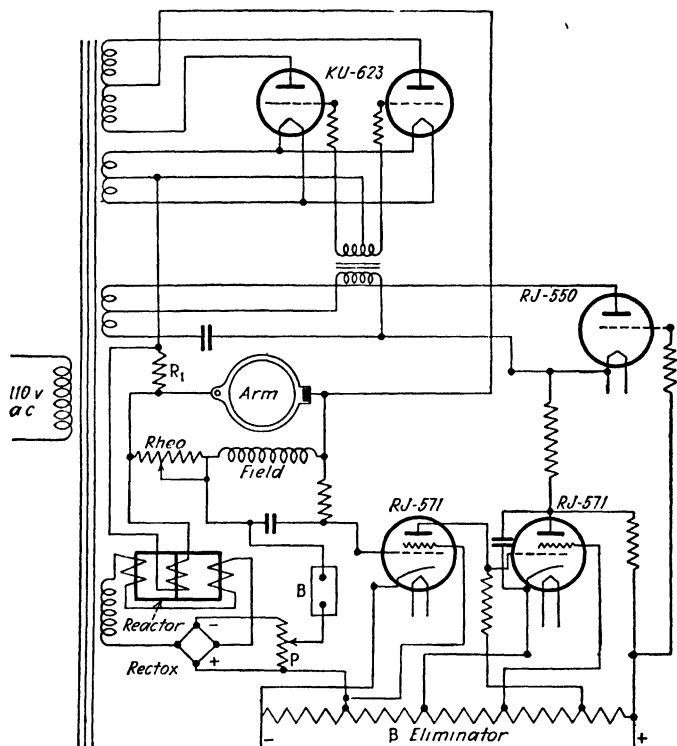 KU-623
RJ-550
110 v
a c
R1
Arm
Rheo
Field
RJ-571
RJ-571
B
Reactor
-
+
P
Rectox
-
B Eliminator
+